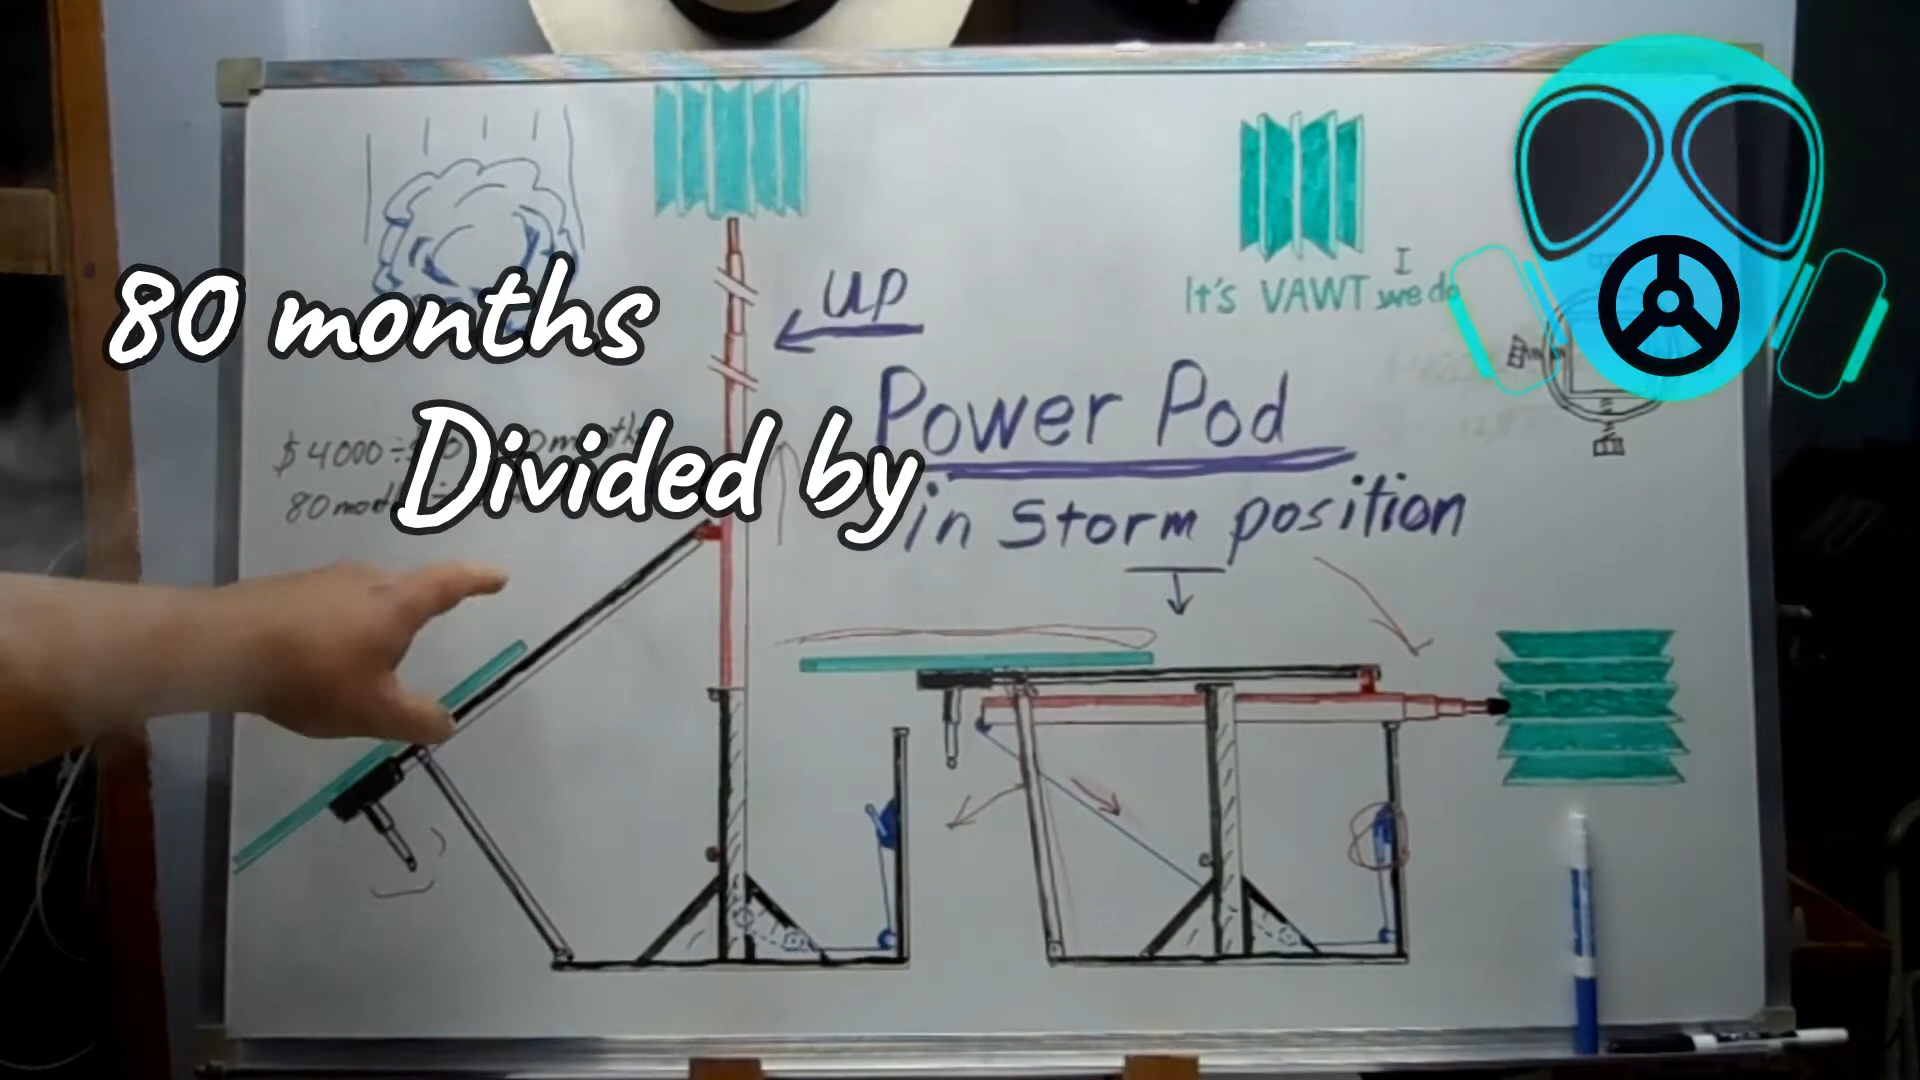 I
It's VAWT we do
up
80 months
Power Pod
$4000 ÷ $
Divided by
80 mont
in Storm position